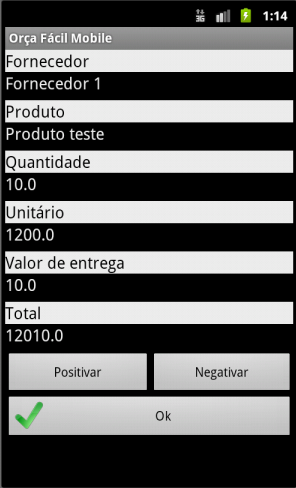 3G 1:14
Orça Fácil Mobile
Fornecedor
Fornecedor 1
Produto
Produto teste
Quantidade
10.0
Unitário
1200.0
Valor de entrega
10.0
Total
12010.0
Positivar Negativar
Ok